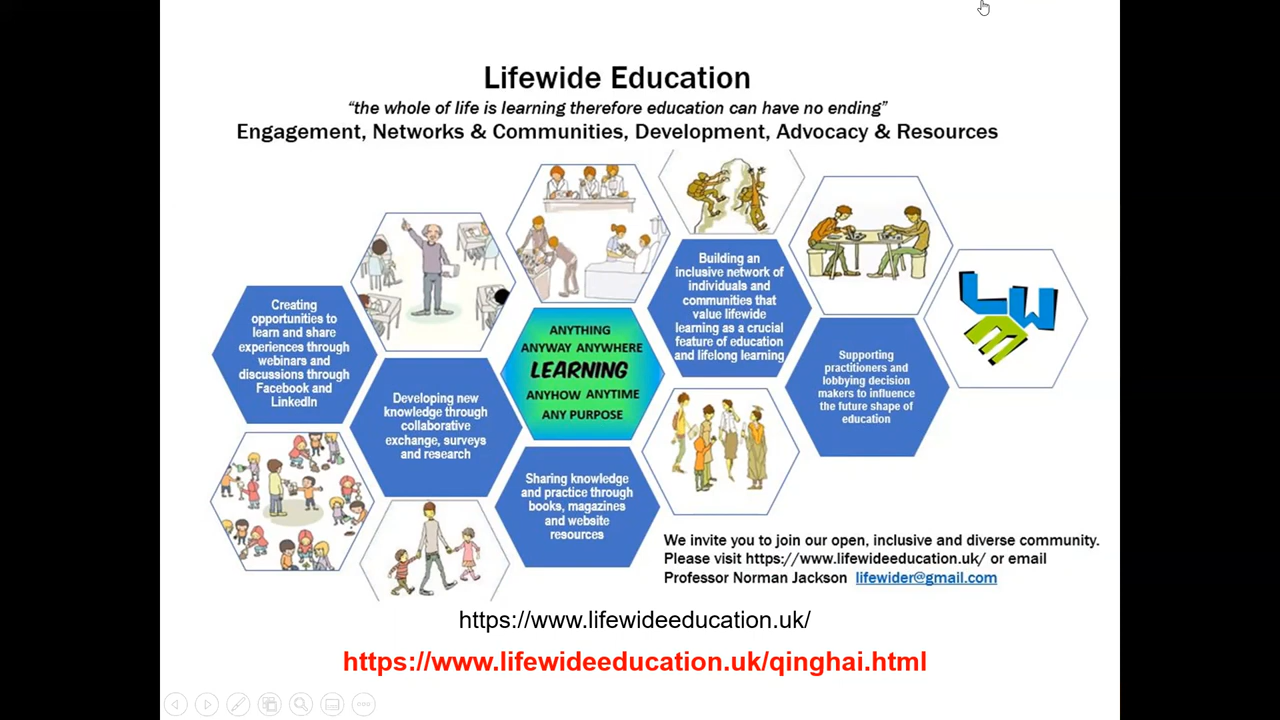 Lifewide Education
“the whole of life is learning therefore education can have no ending”
Engagement, Networks & Communities, Development, Advocacy & Resources
Creating
opportunities to
learn and share
experiences through
webinars and
discussions through
Facebook and
LinkedIn
Developing new
knowledge through
collaborative
exchange, surveys
and research
ANYTHING
ANYWAY ANYWHERE
LEARNING
ANYHOW ANYTIME
ANY PURPOSE
Sharing knowledge
and practice through
books, magazines
and website
resources
Building an
inclusive network of
individuals and
communities that
value lifewide
learning as a crucial
feature of education
and lifelong learning
Supporting
practitioners and
lobbying decision
makers to influence
the future shape of
education
LWE
We invite you to join our open, inclusive and diverse community.
Please visit https://www.lifewideeducation.uk/ or email
Professor Norman Jackson lifewider@gmail.com
https://www.lifewideeducation.uk/
https://www.lifewideeducation.uk/qinghai.html